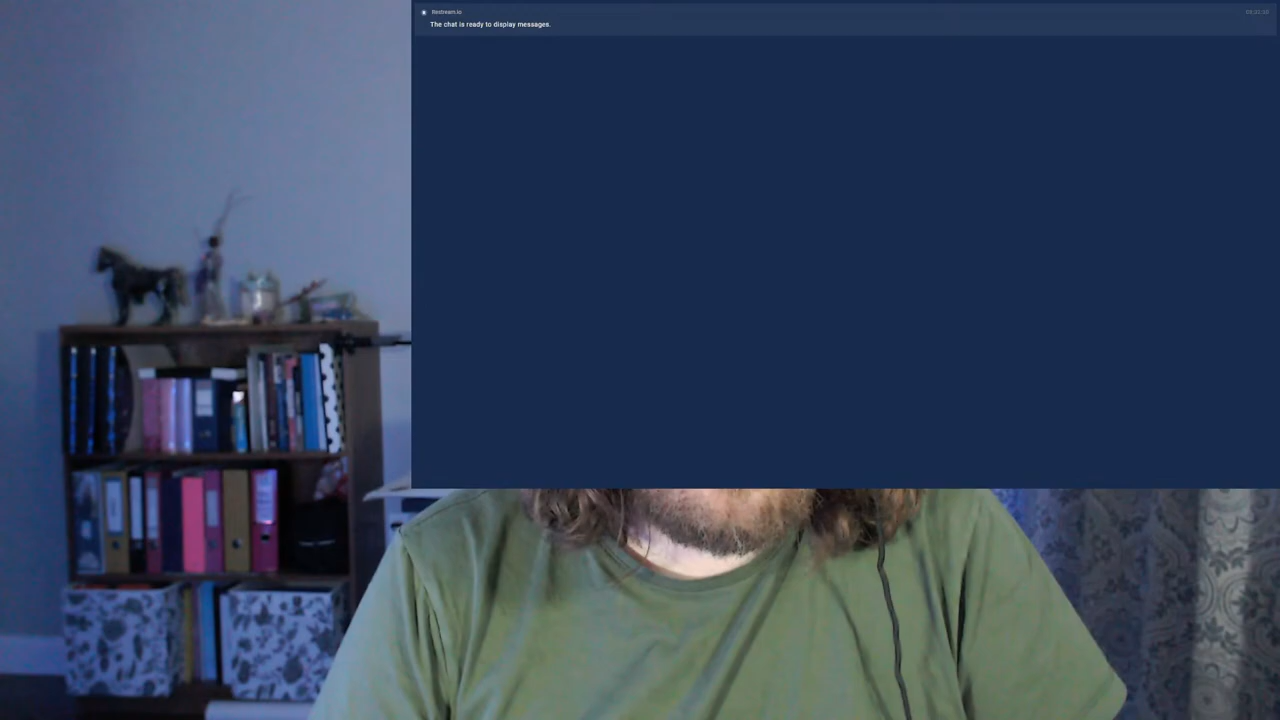 Restream.io
The chat is ready to display messages.